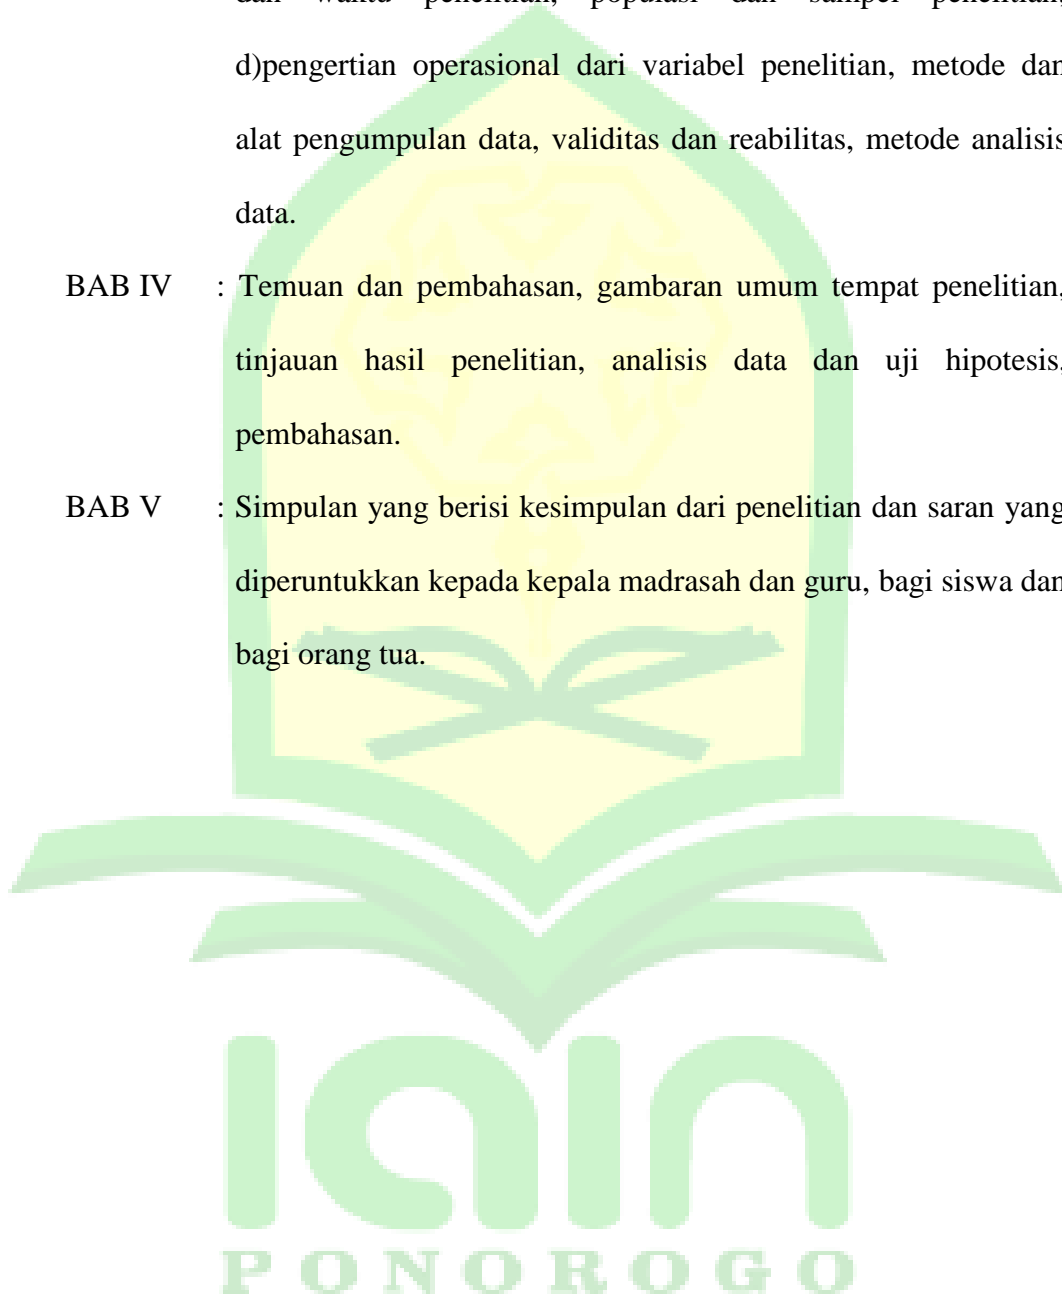 dan waktu penelitian, populasi dan sampel penelitian,
d)pengertian operasional dari variabel penelitian, metode dan
alat pengumpulan data, validitas dan reabilitas, metode analisis
data.
BAB IV : Temuan dan pembahasan, gambaran umum tempat penelitian,
tinjauan hasil penelitian, analisis data dan uji hipotesis,
pembahasan.
BAB V : Simpulan yang berisi kesimpulan dari penelitian dan saran yang
diperuntukkan kepada kepala madrasah dan guru, bagi siswa dan
bagi orang tua.
iain
PONOROGO